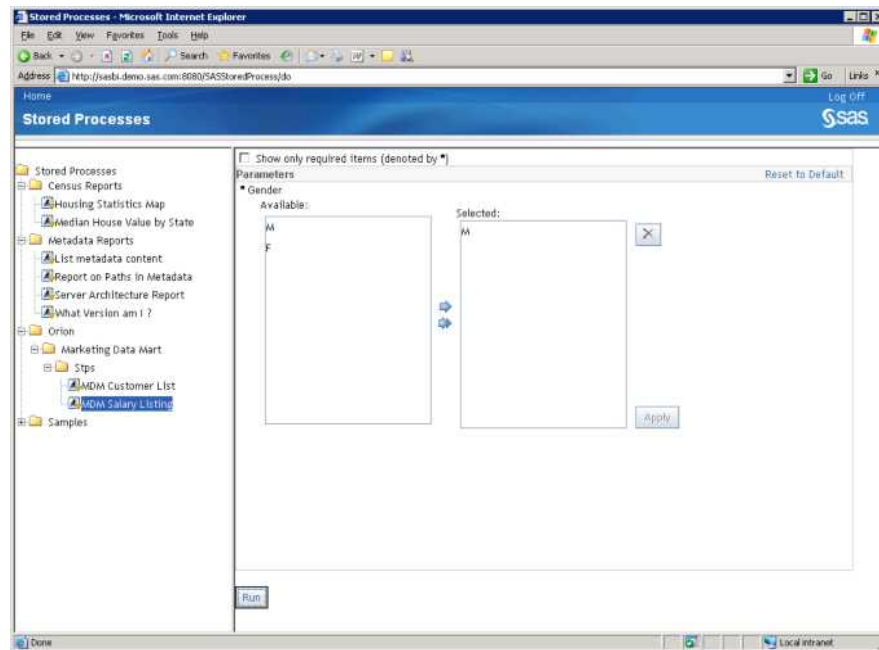 Stored Processes - Microsoft Internet Explorer
File Edit View Favorites Tools Help
Back Search Favorites
Address http://sasbi.demo.sas.com:8080/SASStoredProcess/do Go Links
Home Log Off
Stored Processes sas
Stored Processes
Census Reports
Housing Statistics Map
Median House Value by State
Metadata Reports
List metadata content
Report on Paths in Metadata
Server Architecture Report
What Version am I ?
Orion
Marketing Data Mart
Stps
MDM Customer List
MDM Salary Listing
Samples
Show only required items (denoted by *)
Parameters Reset to Default
* Gender
Available:
M
F
Selected:
M
Apply
Run
Done Local intranet